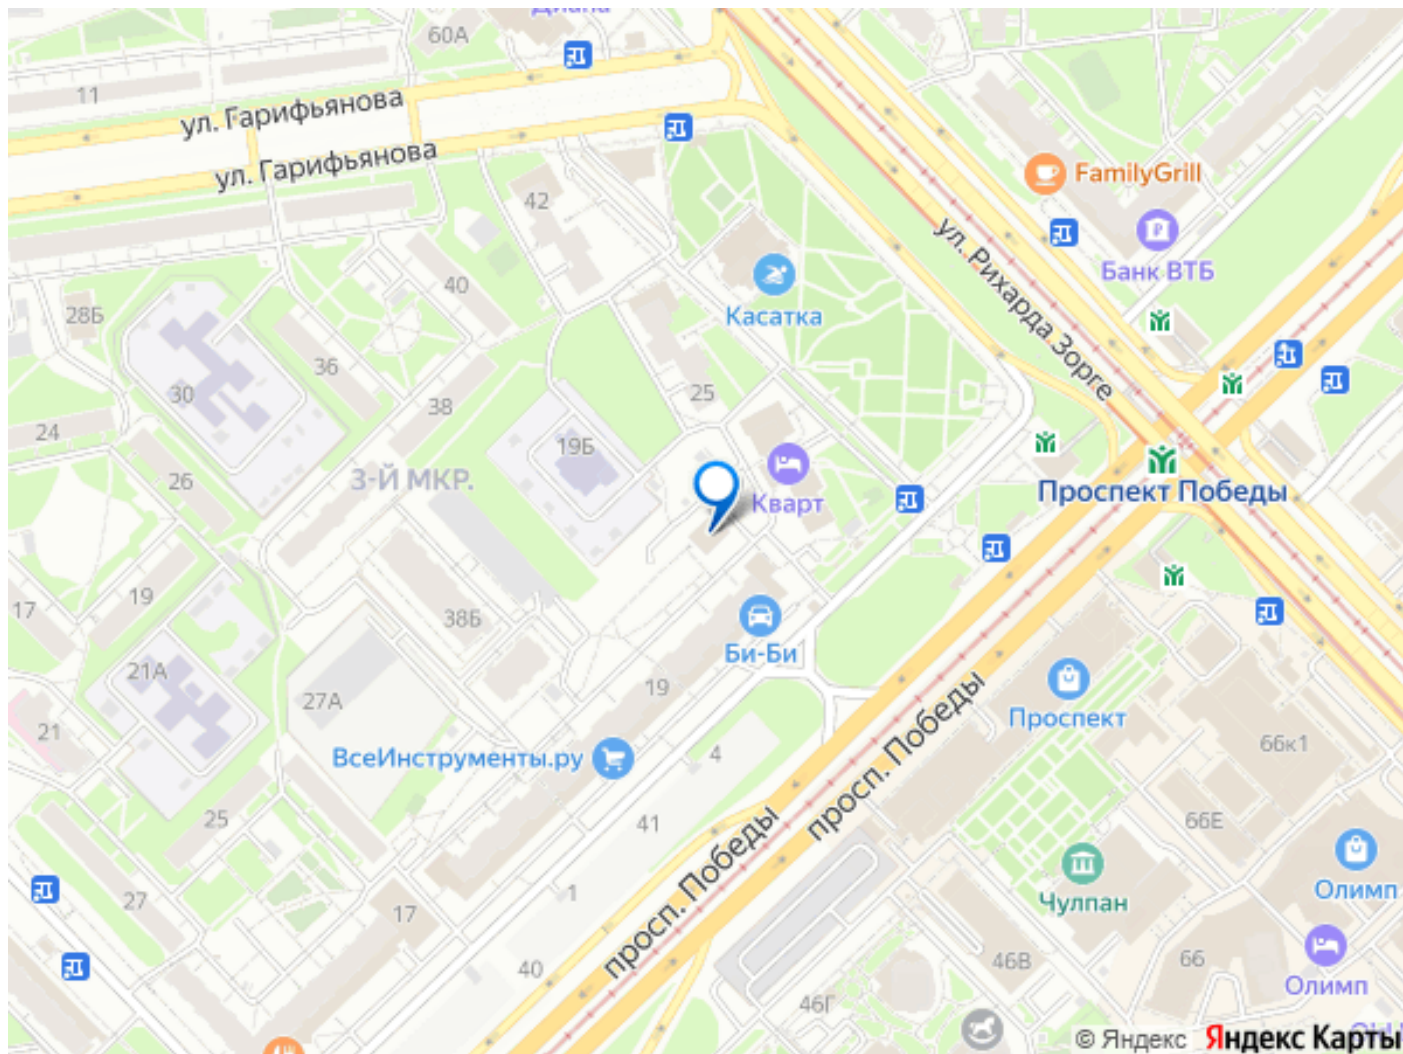 Диана
60А
11
ул. Гарифьянова
ул. Гарифьянова
42
FamilyGrill
Банк ВТБ
ул. Рихарда Зорге
40
Касатка
28Б
36
30
38
25
24
19Б
26
3-Й МКР.
Кварт
Проспект Победы
17
19
38Б
21А
Би-Би
19
27А
21
Проспект
просп. Победы
66к1
ВсеИнструменты.ру
4
25
41
66Е
просп. Победы
Олимп
Чулпан
27
17
1
40
46В
66
Олимп
46Г
© Яндекс Яндекс Карты